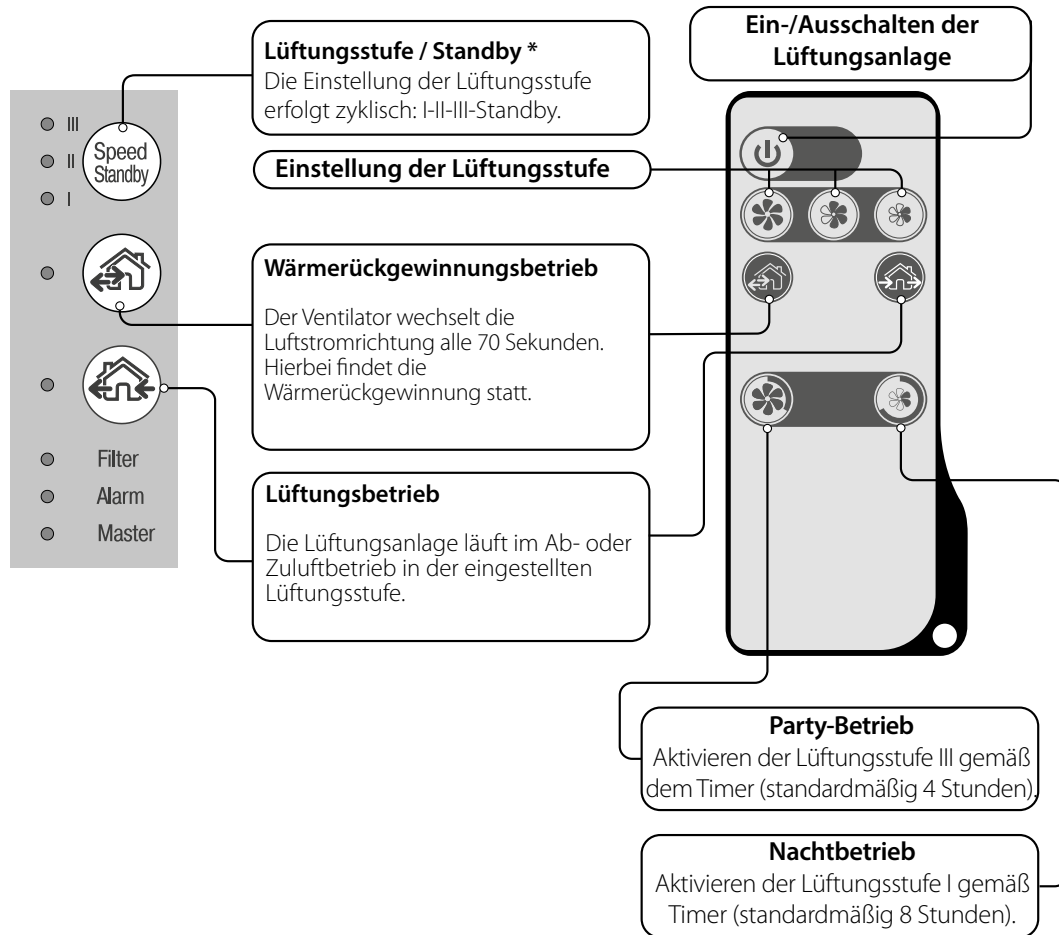 Lüftungsstufe / Standby *
Die Einstellung der Lüftungsstufe
erfolgt zyklisch: I-II-III-Standby.
Ein-/Ausschalten der
Lüftungsanlage
III
II
I
Speed
Standby
Einstellung der Lüftungsstufe
Wärmerückgewinnungsbetrieb
Der Ventilator wechselt die
Luftstromrichtung alle 70 Sekunden.
Hierbei findet die
Wärmerückgewinnung statt.
Filter
Alarm
Master
Lüftungsbetrieb
Die Lüftungsanlage läuft im Ab- oder
Zuluftbetrieb in der eingestellten
Lüftungsstufe.
Party-Betrieb
Aktivieren der Lüftungsstufe III gemäß
dem Timer (standardmäßig 4 Stunden).
Nachtbetrieb
Aktivieren der Lüftungsstufe I gemäß
Timer (standardmäßig 8 Stunden).